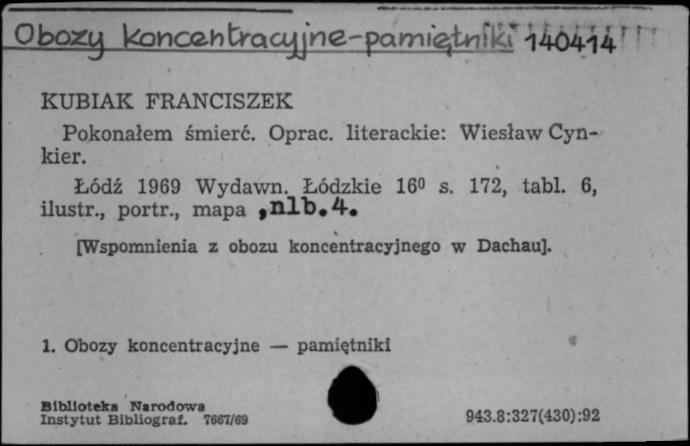 Obozy koncentracyjne-pamiętniki 140414
KUBIAK FRANCISZEK
Pokonałem śmierć. Oprac. literackie: Wiesław Cyn-
kier.
Łódź 1969 Wydawn. Łódzkie 16⁰ s. 172, tabl. 6,
ilustr., portr., mapa ,nlb.4.
[Wspomnienia z obozu koncentracyjnego w Dachau].
1. Obozy koncentracyjne — pamiętniki
Biblioteka Narodowa
Instytut Bibliograf. 7667/69
943.8:327(430):92